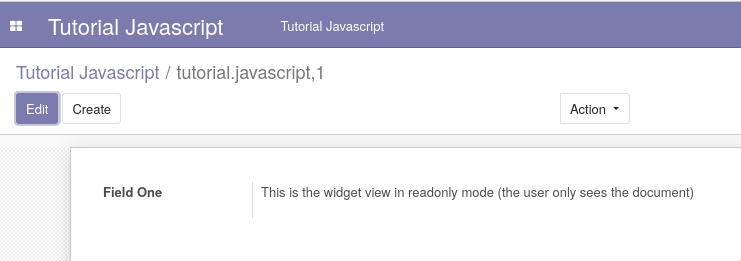 Tutorial Javascript Tutorial Javascript
Tutorial Javascript / tutorial.javascript,1
Edit Create Action
Field One This is the widget view in readonly mode (the user only sees the document)